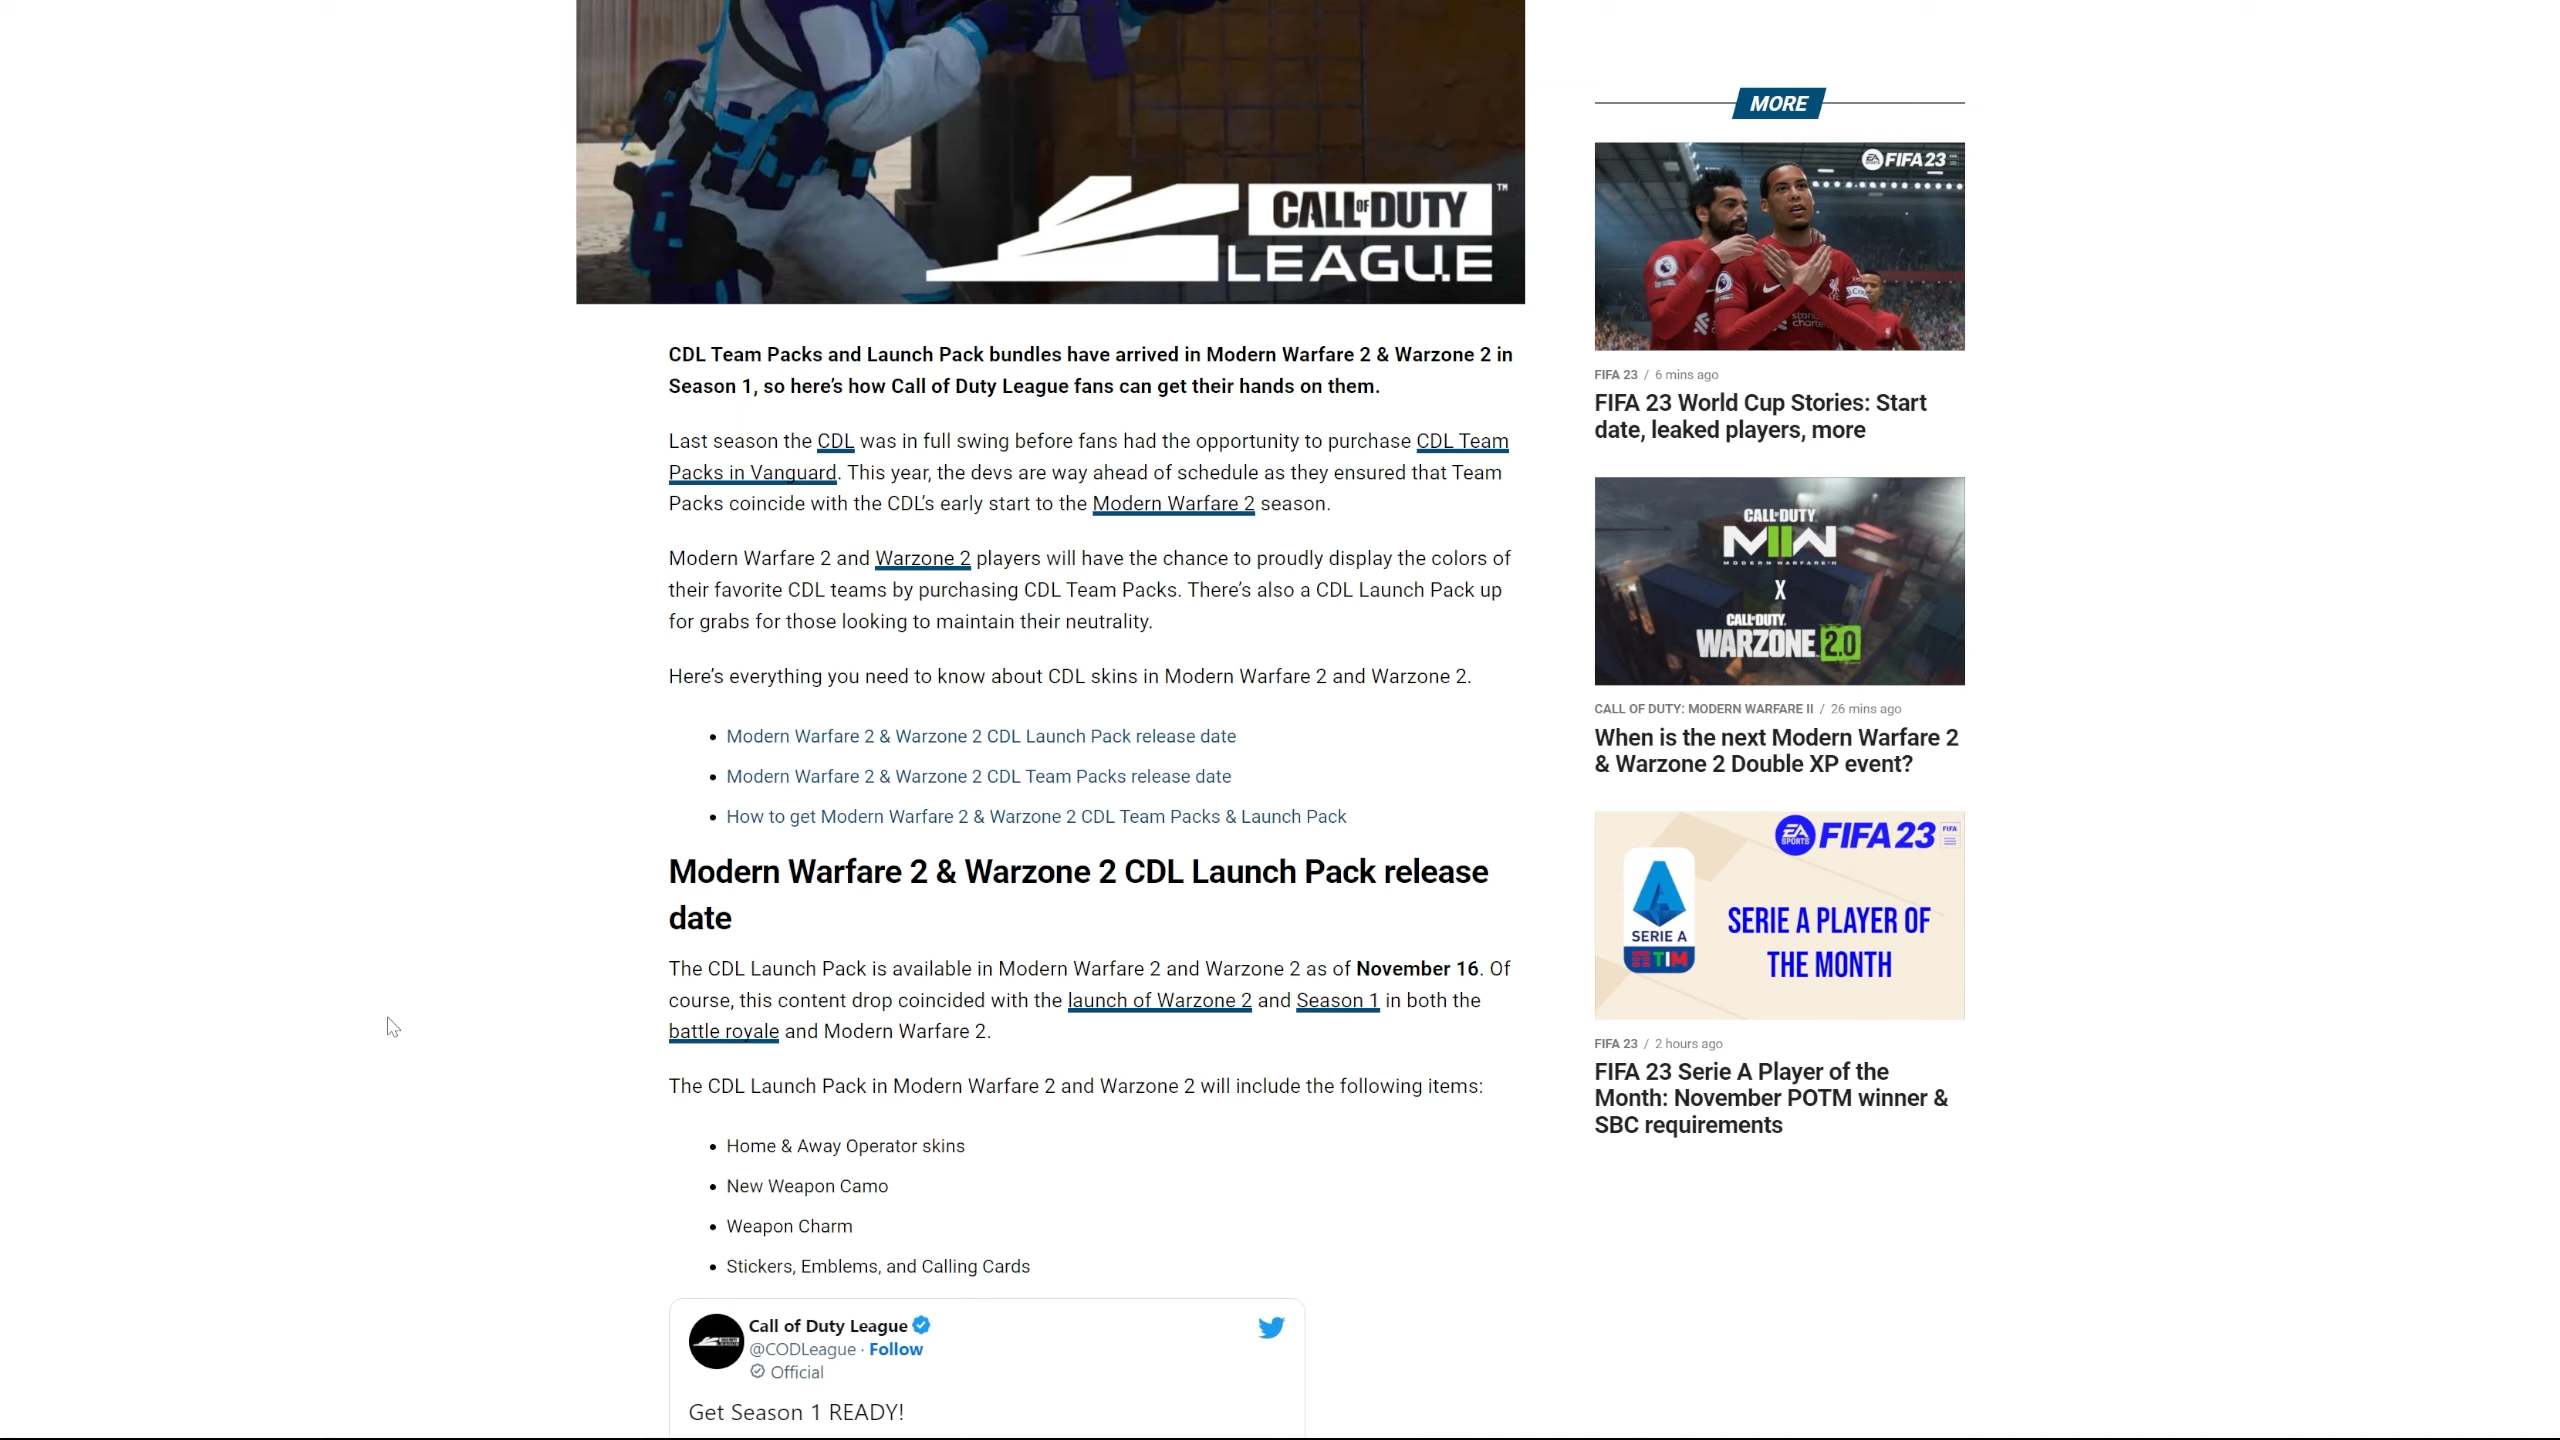 CALL OF DUTY
LEAGUE
TM
CDL Team Packs and Launch Pack bundles have arrived in Modern Warfare 2 & Warzone 2 in
Season 1, so here’s how Call of Duty League fans can get their hands on them.
Last season the CDL was in full swing before fans had the opportunity to purchase CDL Team
Packs in Vanguard. This year, the devs are way ahead of schedule as they ensured that Team
Packs coincide with the CDL’s early start to the Modern Warfare 2 season.
Modern Warfare 2 and Warzone 2 players will have the chance to proudly display the colors of
their favorite CDL teams by purchasing CDL Team Packs. There’s also a CDL Launch Pack up
for grabs for those looking to maintain their neutrality.
Here’s everything you need to know about CDL skins in Modern Warfare 2 and Warzone 2.
• Modern Warfare 2 & Warzone 2 CDL Launch Pack release date
• Modern Warfare 2 & Warzone 2 CDL Team Packs release date
• How to get Modern Warfare 2 & Warzone 2 CDL Team Packs & Launch Pack
Modern Warfare 2 & Warzone 2 CDL Launch Pack release
date
The CDL Launch Pack is available in Modern Warfare 2 and Warzone 2 as of November 16. Of
course, this content drop coincided with the launch of Warzone 2 and Season 1 in both the
battle royale and Modern Warfare 2.
The CDL Launch Pack in Modern Warfare 2 and Warzone 2 will include the following items:
• Home & Away Operator skins
• New Weapon Camo
• Weapon Charm
• Stickers, Emblems, and Calling Cards
Call of Duty League
@CODLeague · Follow
Official
Get Season 1 READY!
MORE
EA SPORTS FIFA 23
FIFA 23 / 6 mins ago
FIFA 23 World Cup Stories: Start
date, leaked players, more
CALL OF DUTY
MWII
MODERN WARFARE II
X
CALL OF DUTY
WARZONE 2.0
CALL OF DUTY: MODERN WARFARE II / 26 mins ago
When is the next Modern Warfare 2
& Warzone 2 Double XP event?
EA SPORTS FIFA 23 FIFA
SERIE A
TIM
SERIE A PLAYER OF
THE MONTH
FIFA 23 / 2 hours ago
FIFA 23 Serie A Player of the
Month: November POTM winner &
SBC requirements